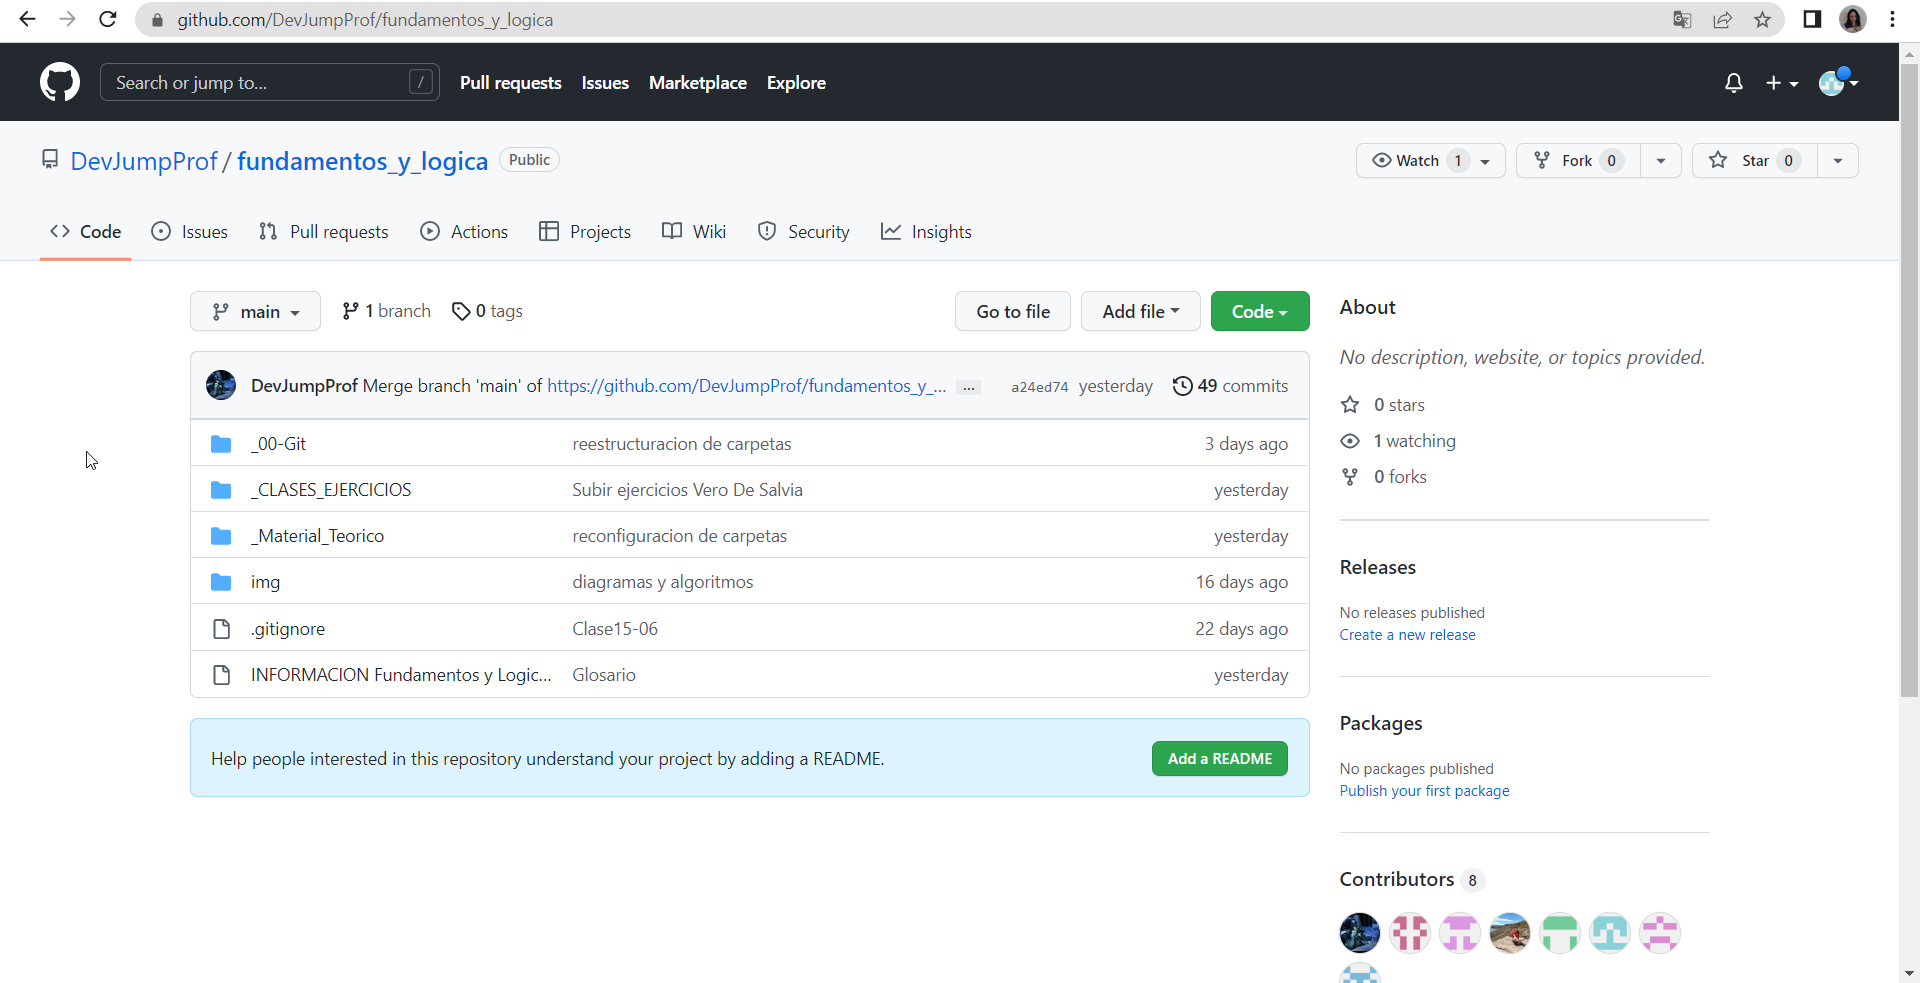 github.com/DevJumpProf/fundamentos_y_logica
Search or jump to... / Pull requests Issues Marketplace Explore
DevJumpProf / fundamentos_y_logica Public Watch 1 Fork 0 Star 0
Code Issues Pull requests Actions Projects Wiki Security Insights
main 1 branch 0 tags Go to file Add file Code
DevJumpProf Merge branch 'main' of https://github.com/DevJumpProf/fundamentos_y_... ... a24ed74 yesterday 49 commits
_00-Git reestructuracion de carpetas 3 days ago
_CLASES_EJERCICIOS Subir ejercicios Vero De Salvia yesterday
_Material_Teorico reconfiguracion de carpetas yesterday
img diagramas y algoritmos 16 days ago
.gitignore Clase15-06 22 days ago
INFORMACION Fundamentos y Logic... Glosario yesterday
Help people interested in this repository understand your project by adding a README. Add a README
About
No description, website, or topics provided.
0 stars
1 watching
0 forks
Releases
No releases published
Create a new release
Packages
No packages published
Publish your first package
Contributors 8